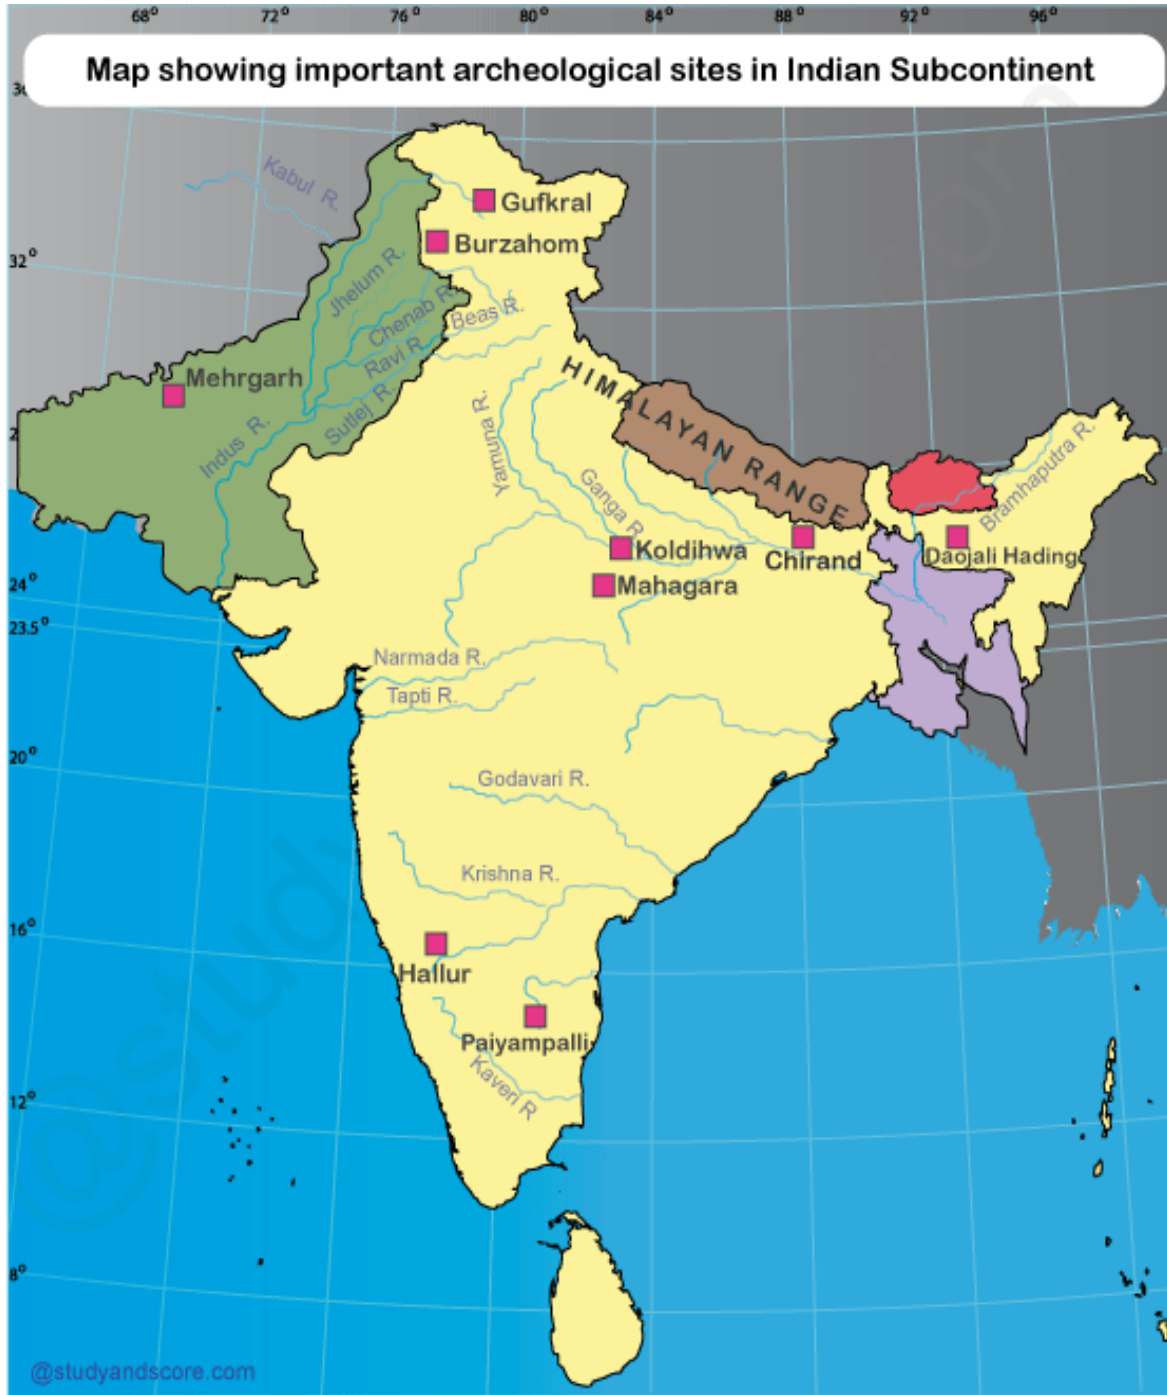 68° 72° 76° 80° 84° 88° 92° 96°
Map showing important archeological sites in Indian Subcontinent
Kabul R.
Gufkral
Burzahom
32°
Jhelum R.
Chenab R.
Beas R.
Ravi R.
Sutlej R.
Mehrgarh
Indus R.
HIMALAYAN RANGE
Yamuna R.
Ganga R.
Bramhaputra R.
Koldihwa
Chirand
Daojali Hading
Mahagara
24°
23.5°
Narmada R.
Tapti R.
20°
Godavari R.
Krishna R.
16°
Hallur
Paiyampalli
Kaveri R
12°
8°
@study
@studyandscore.com